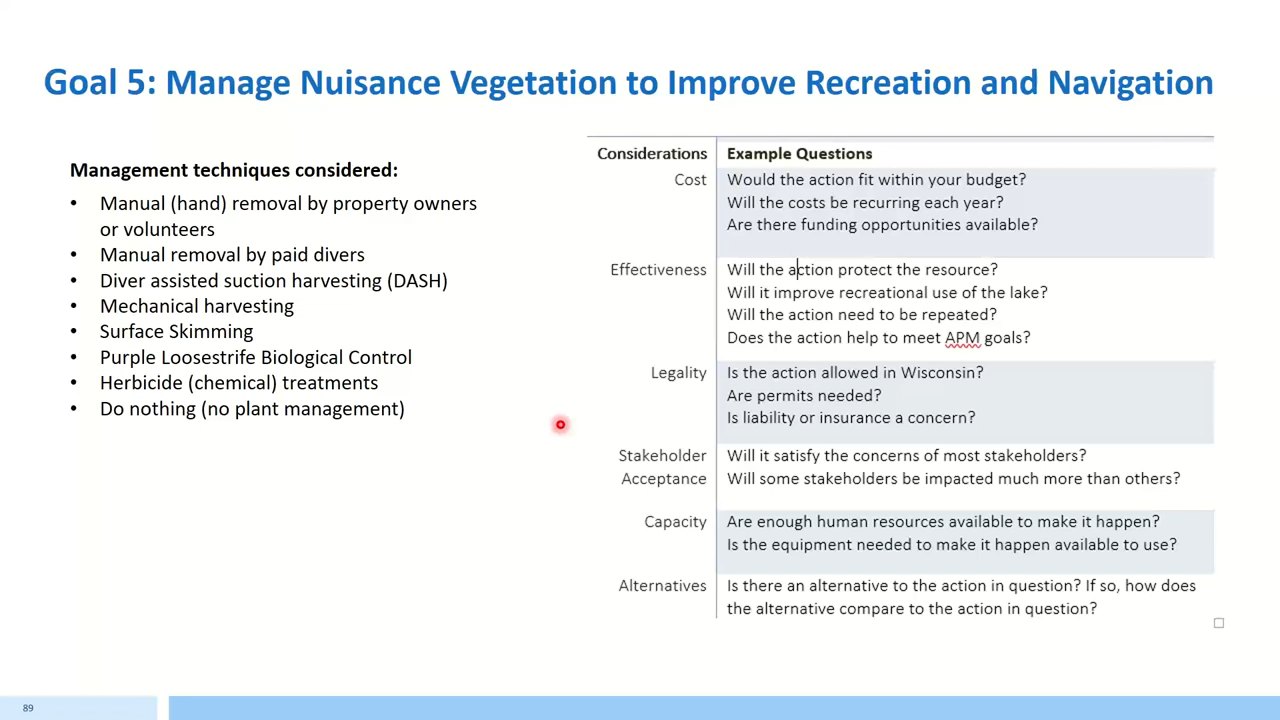 Goal 5: Manage Nuisance Vegetation to Improve Recreation and Navigation
Management techniques considered:
• Manual (hand) removal by property owners
or volunteers
• Manual removal by paid divers
• Diver assisted suction harvesting (DASH)
• Mechanical harvesting
• Surface Skimming
• Purple Loosestrife Biological Control
• Herbicide (chemical) treatments
• Do nothing (no plant management)
Considerations Example Questions
Cost Would the action fit within your budget?
Will the costs be recurring each year?
Are there funding opportunities available?
Effectiveness Will the action protect the resource?
Will it improve recreational use of the lake?
Will the action need to be repeated?
Does the action help to meet APM goals?
Legality Is the action allowed in Wisconsin?
Are permits needed?
Is liability or insurance a concern?
Stakeholder Will it satisfy the concerns of most stakeholders?
Acceptance Will some stakeholders be impacted much more than others?
Capacity Are enough human resources available to make it happen?
Is the equipment needed to make it happen available to use?
Alternatives Is there an alternative to the action in question? If so, how does
the alternative compare to the action in question?
89